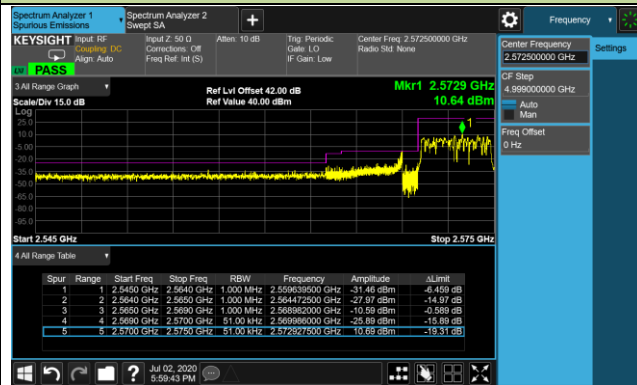 Spectrum Analyzer 1
Spurious Emissions
Spectrum Analyzer 2
Swept SA
+
Frequency
KEYSIGHT
Input: RF
Coupling: DC
Align: Auto
Input Z: 50 Ω
Corrections: Off
Freq Ref: Int (S)
Atten: 10 dB
Trig: Periodic
Gate: LO
IF Gain: Low
Center Freq: 2.572500000 GHz
Radio Std: None
PASS
Center Frequency
2.572500000 GHz
Settings
CF Step
4.999000000 GHz
Auto
Man
Freq Offset
0 Hz
3 All Range Graph
Scale/Div 15.0 dB
Ref Lvl Offset 42.00 dB
Ref Value 40.00 dBm
Mkr1 2.5729 GHz
10.64 dBm
Log
25.0
10.0
-5.00
-20.0
-35.0
-50.0
-65.0
-80.0
-95.0
1
Start 2.545 GHz
Stop 2.575 GHz
4 All Range Table
Spur Range Start Freq Stop Freq RBW Frequency Amplitude ΔLimit
1 1 2.5450 GHz 2.5640 GHz 1.000 MHz 2.559639500 GHz -31.46 dBm -6.459 dB
2 2 2.5640 GHz 2.5650 GHz 1.000 MHz 2.564472500 GHz -27.97 dBm -14.97 dB
3 3 2.5650 GHz 2.5690 GHz 1.000 MHz 2.568982000 GHz -10.59 dBm -0.589 dB
4 4 2.5690 GHz 2.5700 GHz 51.00 kHz 2.569986000 GHz -25.89 dBm -15.89 dB
5 5 2.5700 GHz 2.5750 GHz 51.00 kHz 2.572927500 GHz 10.69 dBm -19.31 dB
?
Jul 02, 2020
5:59:43 PM